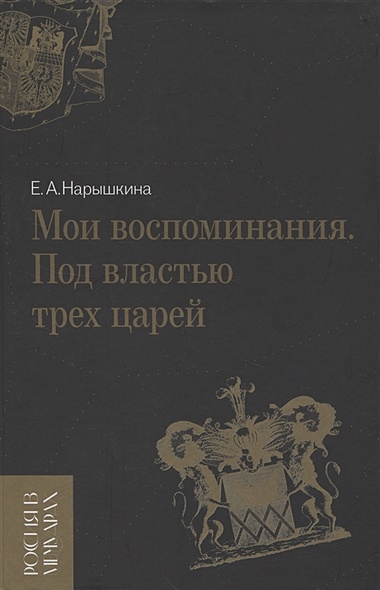 Е. А. Нарышкина
Мои воспоминания.
Под властью
трех царей
РОССИЯ В
МЕМУАРАХ